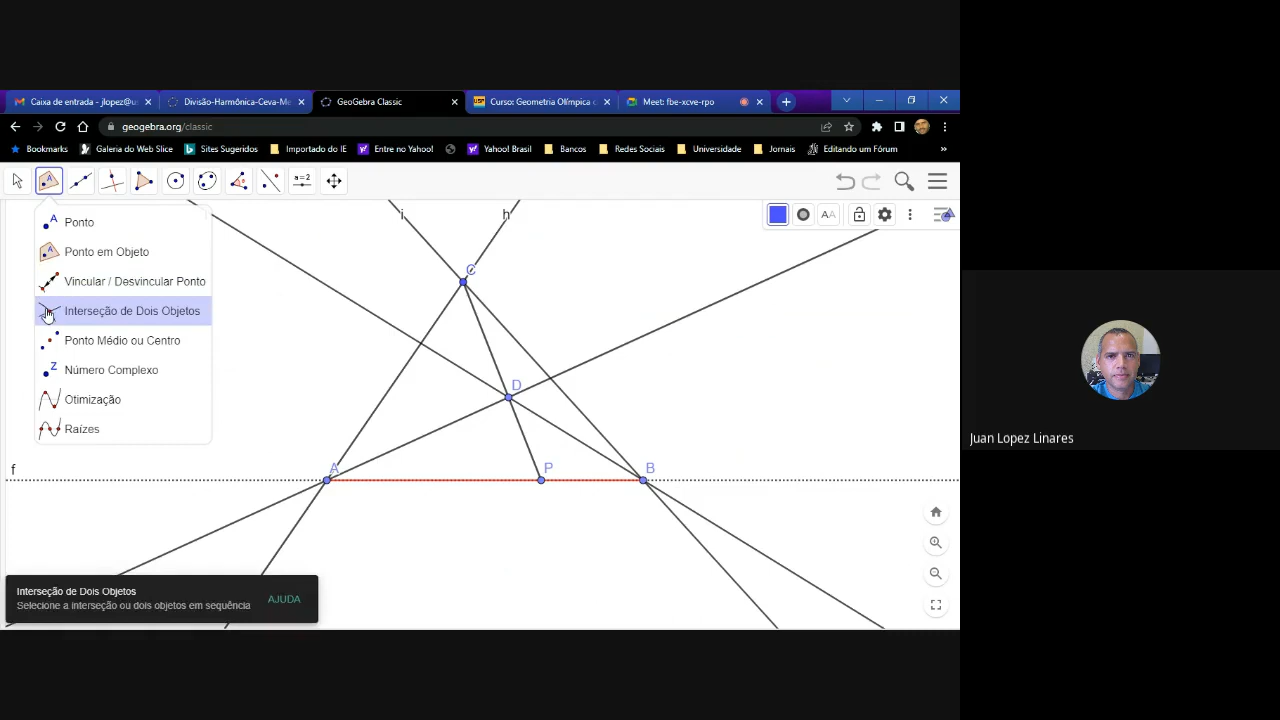 Caixa de entrada - jlopez@u
Divisão-Harmônica-Ceva-Me
GeoGebra Classic
Curso: Geometria Olímpica c
Meet: fbe-xcve-rpo
geogebra.org/classic
Bookmarks
Galeria do Web Slice
Sites Sugeridos
Importado do IE
Entre no Yahoo!
Yahoo! Brasil
Bancos
Redes Sociais
Universidade
Jornais
Editando um Fórum
»
A
a=2
AA
A
Ponto
Ponto em Objeto
Vincular / Desvincular Ponto
Interseção de Dois Objetos
Ponto Médio ou Centro
Z
Número Complexo
Otimização
Raízes
i
h
C
D
f
A
P
B
Interseção de Dois Objetos
Selecione a interseção ou dois objetos em sequência
AJUDA
Juan Lopez Linares